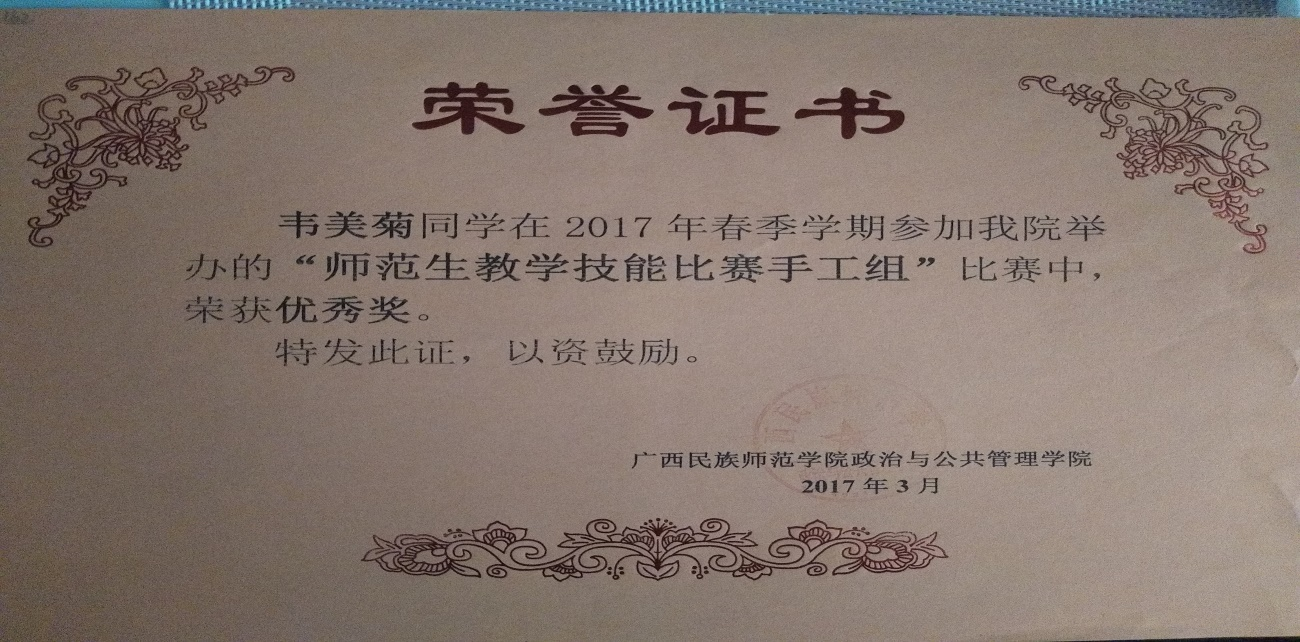 荣誉证书
韦美菊同学在 2017 年春季学期参加我院举
办的“师范生教学技能比赛手工组”比赛中，
荣获优秀奖。
特发此证，以资鼓励。
广西民族师范学院政治与公共管理学院
2017 年 3 月